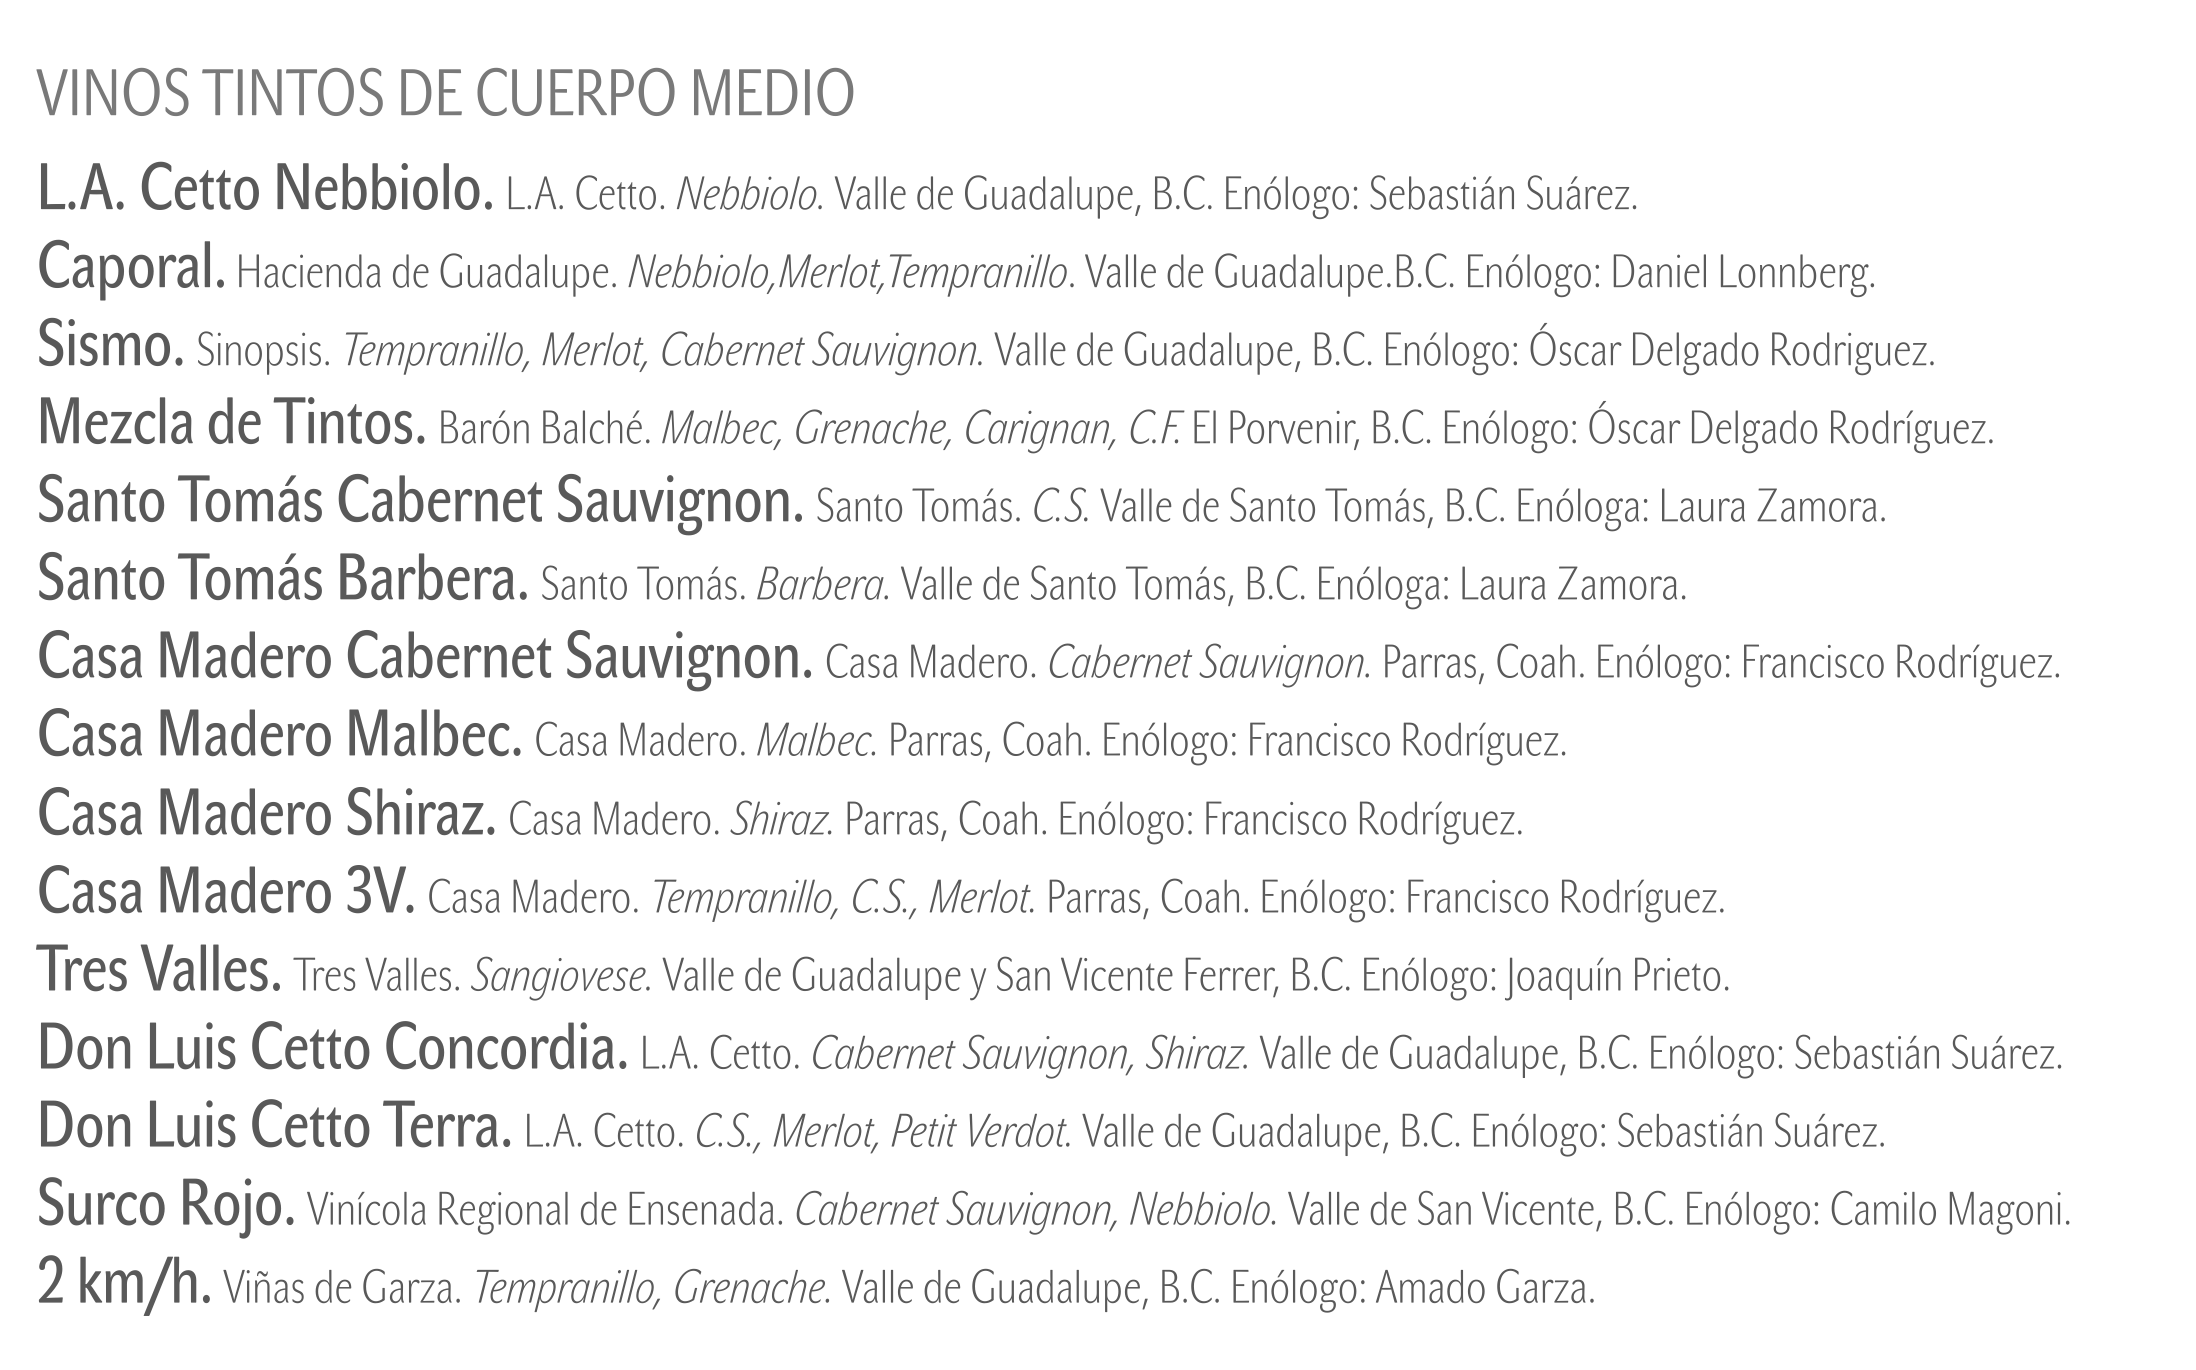 VINOS TINTOS DE CUERPO MEDIO
L.A. Cetto Nebbiolo. L.A. Cetto. Nebbiolo. Valle de Guadalupe, B.C. Enólogo: Sebastián Suárez.
Caporal. Hacienda de Guadalupe. Nebbiolo,Merlot,Tempranillo. Valle de Guadalupe.B.C. Enólogo: Daniel Lonnberg.
Sismo. Sinopsis. Tempranillo, Merlot, Cabernet Sauvignon. Valle de Guadalupe, B.C. Enólogo: Óscar Delgado Rodriguez.
Mezcla de Tintos. Barón Balché. Malbec, Grenache, Carignan, C.F. El Porvenir, B.C. Enólogo: Óscar Delgado Rodríguez.
Santo Tomás Cabernet Sauvignon. Santo Tomás. C.S. Valle de Santo Tomás, B.C. Enóloga: Laura Zamora.
Santo Tomás Barbera. Santo Tomás. Barbera. Valle de Santo Tomás, B.C. Enóloga: Laura Zamora.
Casa Madero Cabernet Sauvignon. Casa Madero. Cabernet Sauvignon. Parras, Coah. Enólogo: Francisco Rodríguez.
Casa Madero Malbec. Casa Madero. Malbec. Parras, Coah. Enólogo: Francisco Rodríguez.
Casa Madero Shiraz. Casa Madero. Shiraz. Parras, Coah. Enólogo: Francisco Rodríguez.
Casa Madero 3V. Casa Madero. Tempranillo, C.S., Merlot. Parras, Coah. Enólogo: Francisco Rodríguez.
Tres Valles. Tres Valles. Sangiovese. Valle de Guadalupe y San Vicente Ferrer, B.C. Enólogo: Joaquín Prieto.
Don Luis Cetto Concordia. L.A. Cetto. Cabernet Sauvignon, Shiraz. Valle de Guadalupe, B.C. Enólogo: Sebastián Suárez.
Don Luis Cetto Terra. L.A. Cetto. C.S., Merlot, Petit Verdot. Valle de Guadalupe, B.C. Enólogo: Sebastián Suárez.
Surco Rojo. Vinícola Regional de Ensenada. Cabernet Sauvignon, Nebbiolo. Valle de San Vicente, B.C. Enólogo: Camilo Magoni.
2 km/h. Viñas de Garza. Tempranillo, Grenache. Valle de Guadalupe, B.C. Enólogo: Amado Garza.